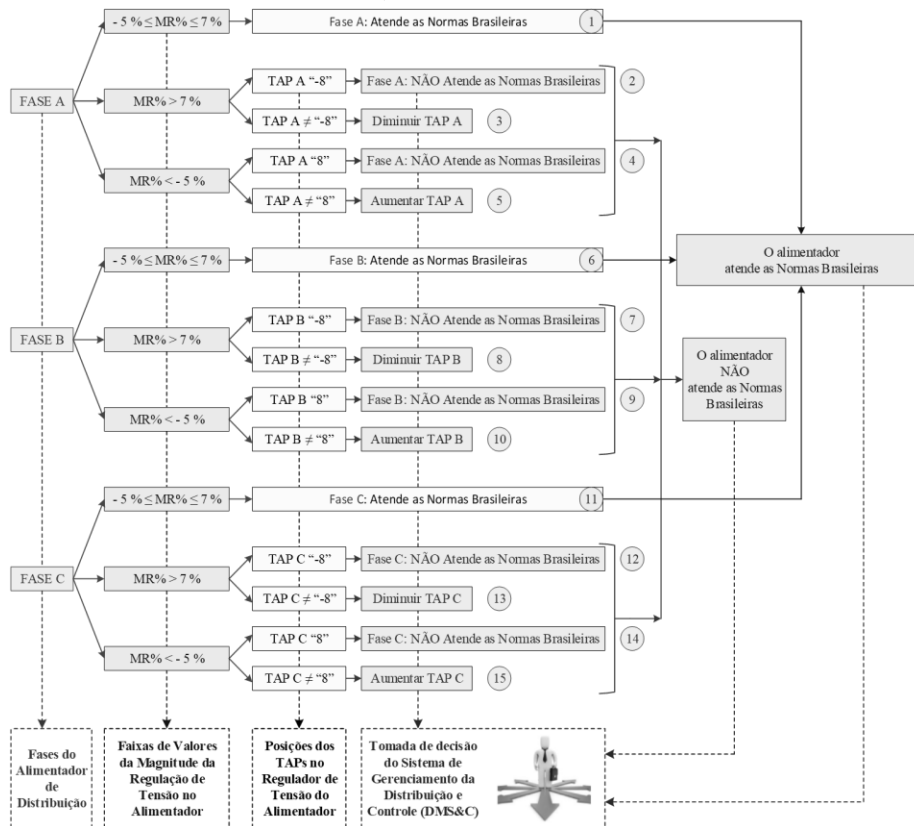 - 5 % ≤ MR% ≤ 7 %
Fase A: Atende as Normas Brasileiras
1
FASE A
MR% > 7 %
TAP A “-8”
Fase A: NÃO Atende as Normas Brasileiras
2
TAP A ≠ “-8”
Diminuir TAP A
3
MR% < - 5 %
TAP A “8”
Fase A: NÃO Atende as Normas Brasileiras
4
TAP A ≠ “8”
Aumentar TAP A
5
- 5 % ≤ MR% ≤ 7 %
Fase B: Atende as Normas Brasileiras
6
O alimentador
atende as Normas Brasileiras
FASE B
MR% > 7 %
TAP B “-8”
Fase B: NÃO Atende as Normas Brasileiras
7
TAP B ≠ “-8”
Diminuir TAP B
8
MR% < - 5 %
TAP B “8”
Fase B: NÃO Atende as Normas Brasileiras
9
TAP B ≠ “8”
Aumentar TAP B
10
O alimentador
NÃO
atende as Normas
Brasileiras
- 5 % ≤ MR% ≤ 7 %
Fase C: Atende as Normas Brasileiras
11
FASE C
MR% > 7 %
TAP C “-8”
Fase C: NÃO Atende as Normas Brasileiras
12
TAP C ≠ “-8”
Diminuir TAP C
13
MR% < - 5 %
TAP C “8”
Fase C: NÃO Atende as Normas Brasileiras
14
TAP C ≠ “8”
Aumentar TAP C
15
Fases do
Alimentador
de
Distribuição
Faixas de Valores
da Magnitude da
Regulação de
Tensão no
Alimentador
Posições dos
TAPs no
Regulador de
Tensão do
Alimentador
Tomada de decisão
do Sistema de
Gerenciamento da
Distribuição e
Controle (DMS&C)